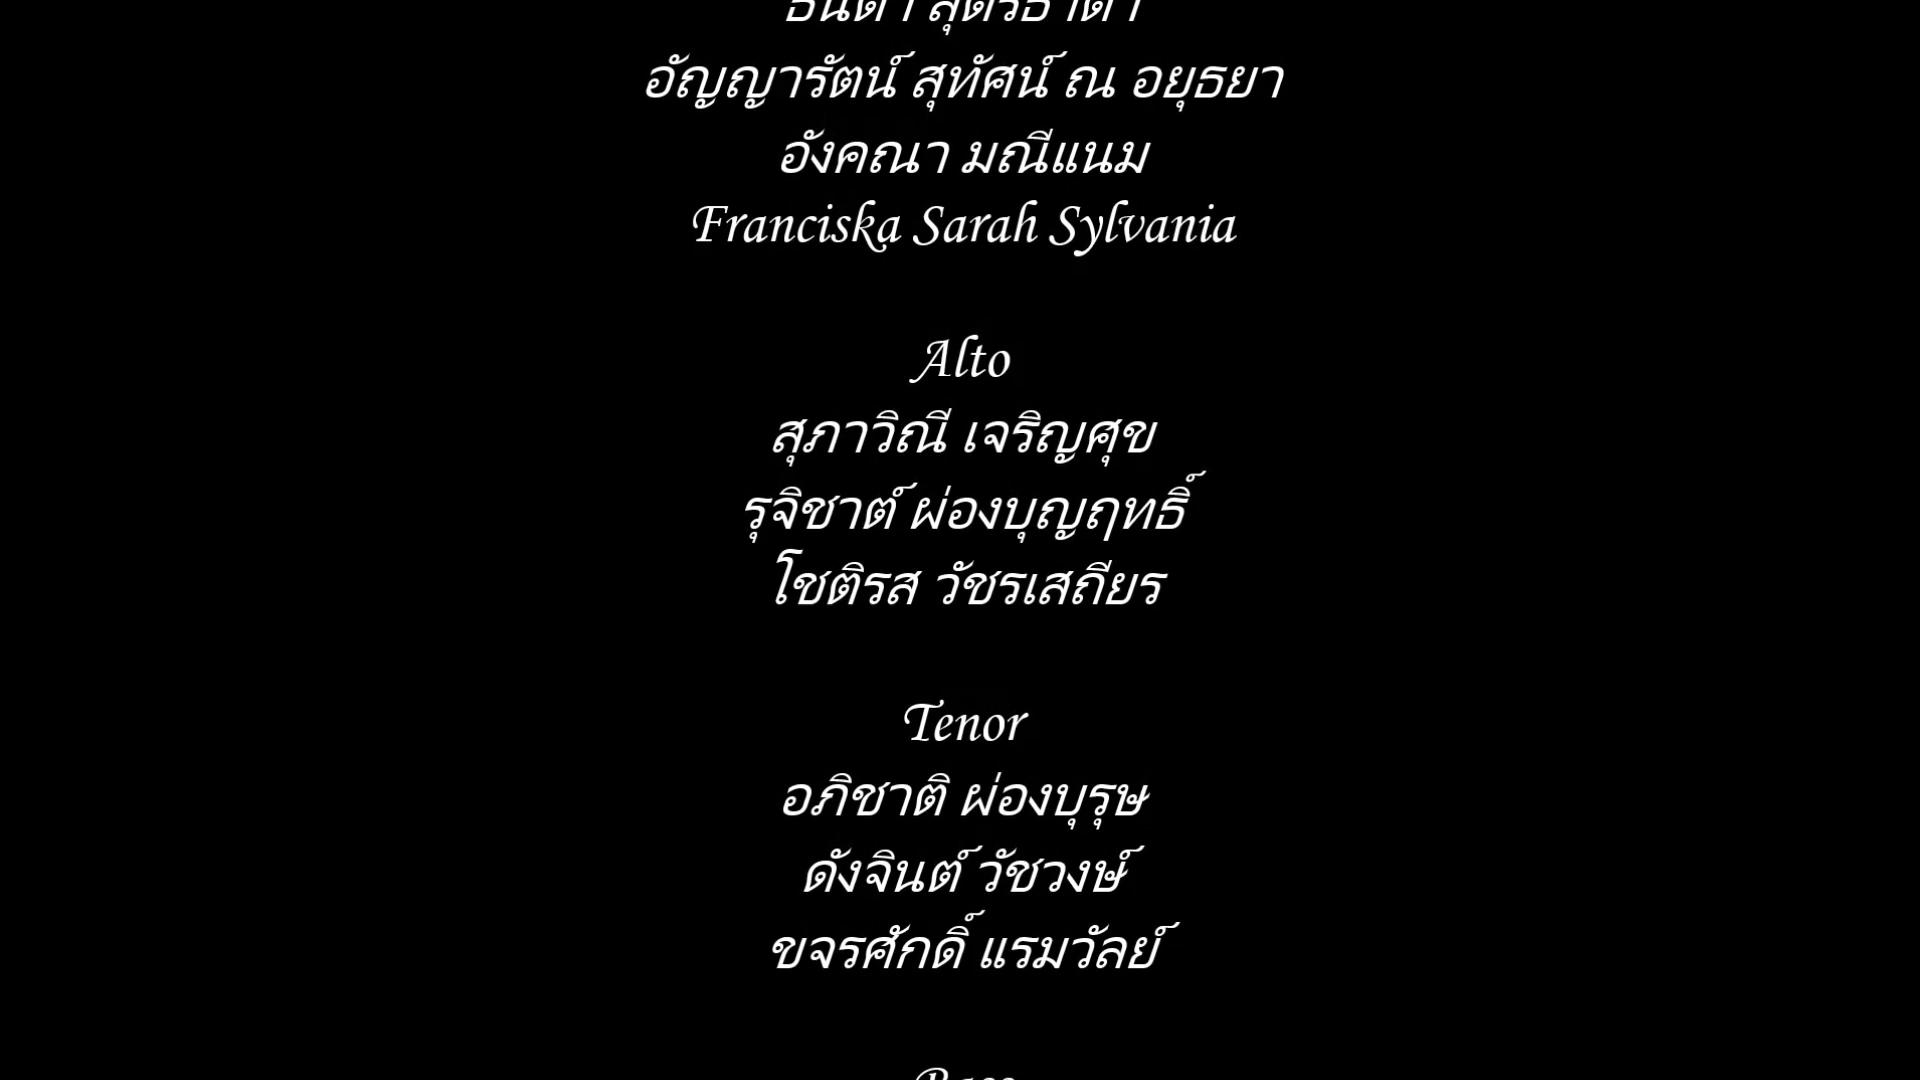 อัญญารัตน์ สุทัศน์ ณ อยุธยา
อังคณา มณีแนม
Franciska Sarah Sylvania
Alto
สุภาวิณี เจริญศุข
รุจิชาต์ ผ่องบุญฤทธิ์
โชติรส วัชรเสถียร
Tenor
อภิชาติ ผ่องบุรุษ
ดังจินต์ วัชวงษ์
ขจรศักดิ์ แรมวัลย์